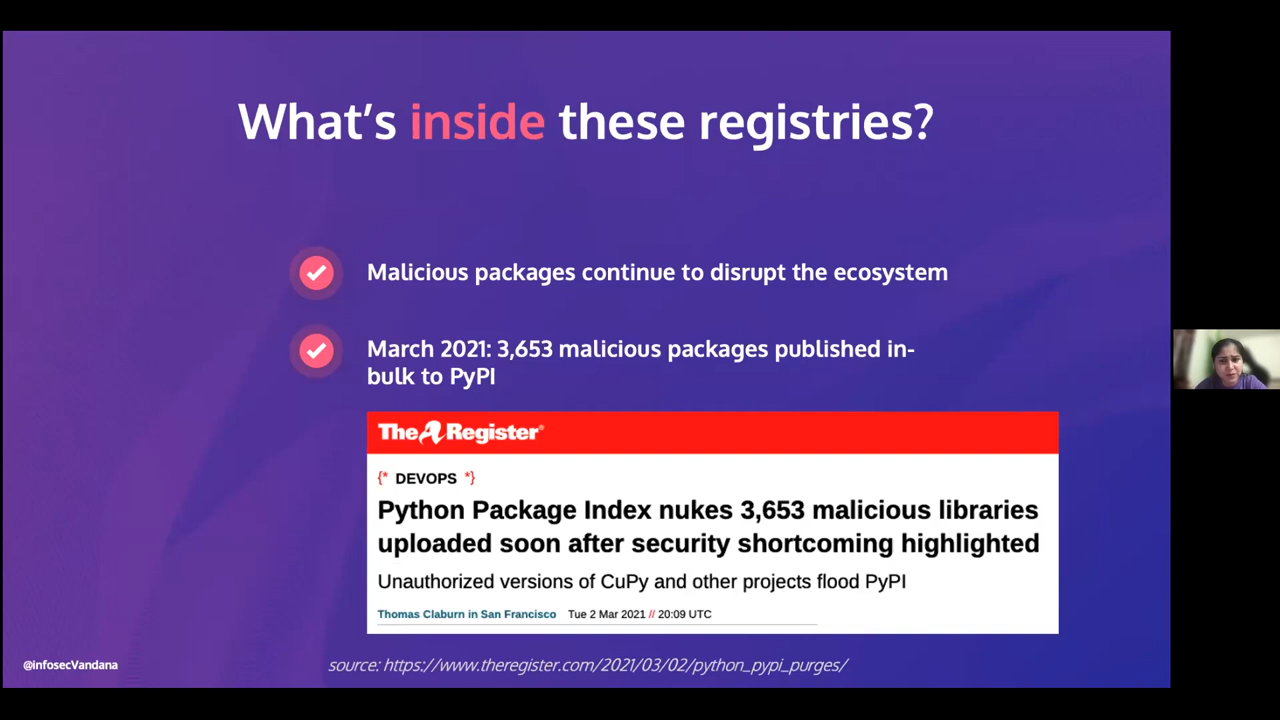 What's inside these registries?
Malicious packages continue to disrupt the ecosystem
March 2021: 3,653 malicious packages published in-
bulk to PyPI
The Register®
{* DEVOPS *}
Python Package Index nukes 3,653 malicious libraries
uploaded soon after security shortcoming highlighted
Unauthorized versions of CuPy and other projects flood PyPI
Thomas Claburn in San Francisco Tue 2 Mar 2021 // 20:09 UTC
@infosecVandana
source: https://www.theregister.com/2021/03/02/python_pypi_purges/